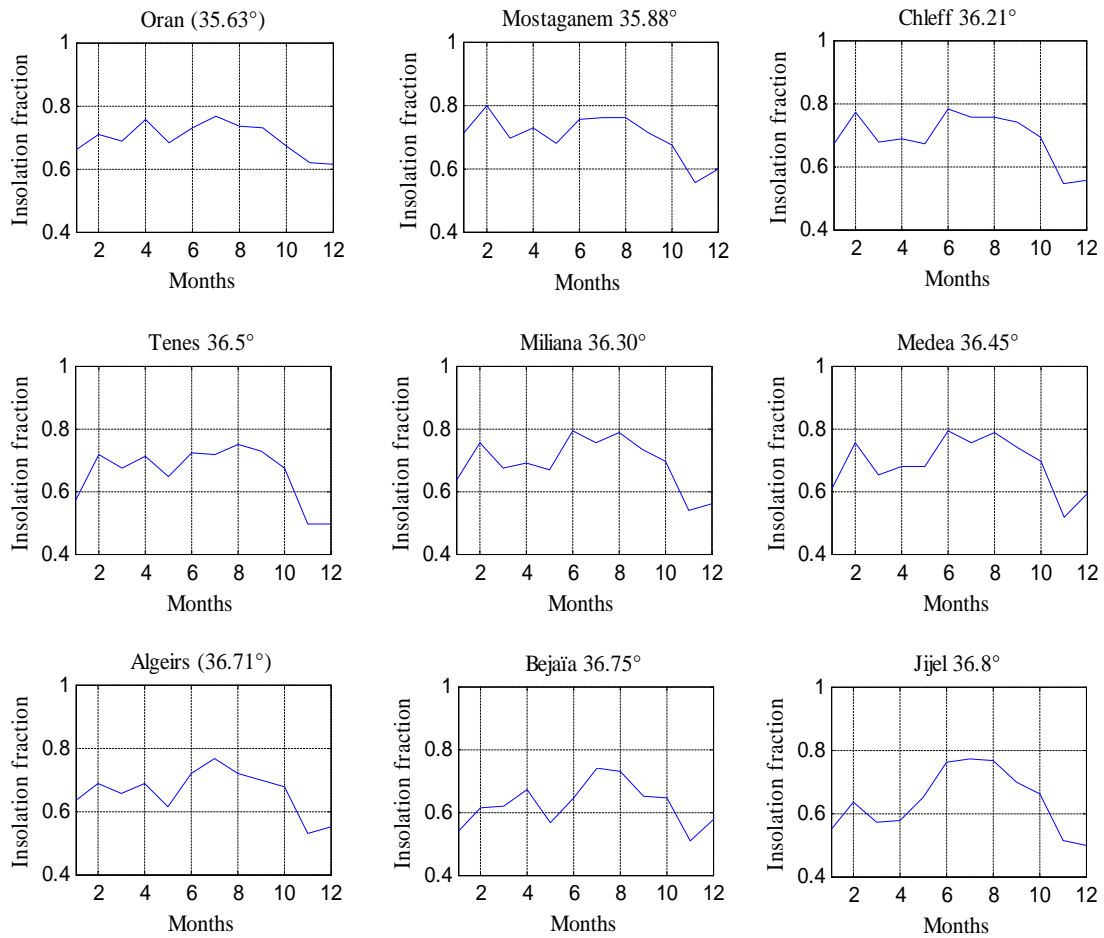 Oran (35.63°)
1
0.8
0.6
0.4
Insolation fraction
2 4 6 8 10 12
Months
Mostaganem 35.88°
1
0.8
0.6
0.4
Insolation fraction
2 4 6 8 10 12
Months
Chleff 36.21°
1
0.8
0.6
0.4
Insolation fraction
2 4 6 8 10 12
Months
Tenes 36.5°
1
0.8
0.6
0.4
Insolation fraction
2 4 6 8 10 12
Months
Miliana 36.30°
1
0.8
0.6
0.4
Insolation fraction
2 4 6 8 10 12
Months
Medea 36.45°
1
0.8
0.6
0.4
Insolation fraction
2 4 6 8 10 12
Months
Algeirs (36.71°)
1
0.8
0.6
0.4
Insolation fraction
2 4 6 8 10 12
Months
Bejaïa 36.75°
1
0.8
0.6
0.4
Insolation fraction
2 4 6 8 10 12
Months
Jijel 36.8°
1
0.8
0.6
0.4
Insolation fraction
2 4 6 8 10 12
Months